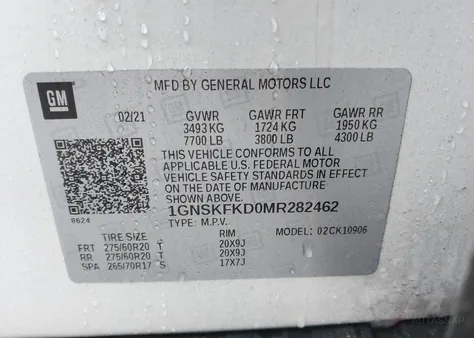 GM
MFD BY GENERAL MOTORS LLC
02/21 GVWR GAWR FRT GAWR RR
3493 KG 1724 KG 1950 KG
7700 LB 3800 LB 4300 LB
THIS VEHICLE CONFORMS TO ALL
APPLICABLE U.S. FEDERAL MOTOR
VEHICLE SAFETY STANDARDS IN EFFECT
ON THE DATE OF MANUFACTURE
SHOWN ABOVE.
8624
1GNSKFKD0MR282462
TYPE: M.P.V. MODEL: 02CK10906
TIRE SIZE RIM
FRT 275/60R20 T 20X9J
RR 275/60R20 T 20X9J
SPA 265/70R17 S 17X7J